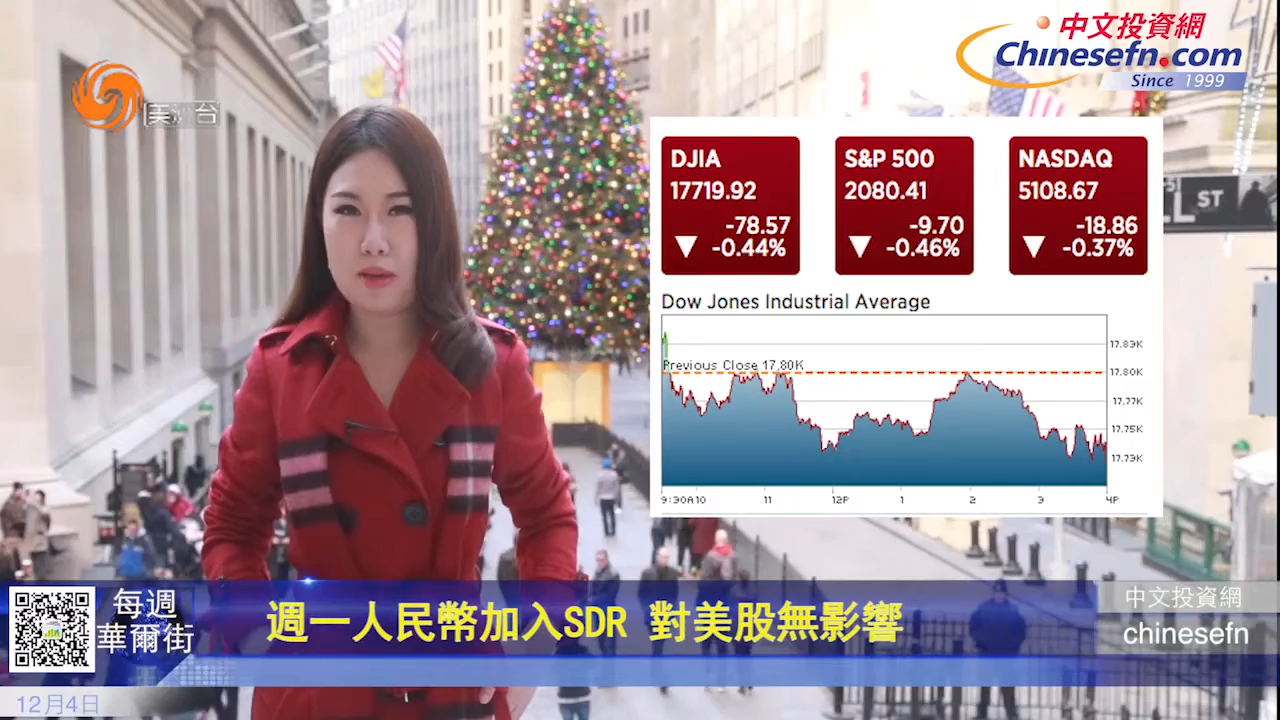 中文投資網
Chinesefn.com
Since 1999
美洲台
DJIA
17719.92
-78.57
▼ -0.44%
S&P 500
2080.41
-9.70
▼ -0.46%
NASDAQ
5108.67
-18.86
▼ -0.37%
ST
Dow Jones Industrial Average
Previous Close 17.80K
17.83K
17.80K
17.77K
17.75K
17.73K
9:30A 10 11 12P 1 2 3 4P
每週
華爾街
週一人民幣加入SDR 對美股無影響
中文投資網
chinesefn
12月4日